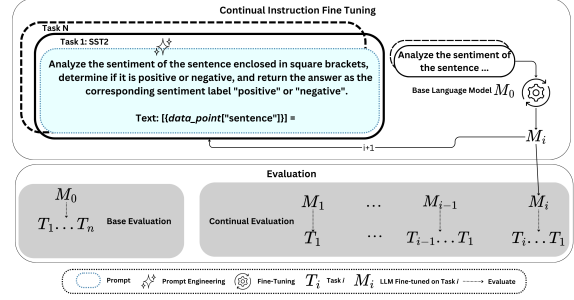 Continual Instruction Fine Tuning
Task N
Task 1: SST2
Analyze the sentiment of the sentence enclosed in square brackets,
determine if it is positive or negative, and return the answer as the
corresponding sentiment label "positive" or "negative".
Text: [{data_point["sentence"]}] =
Analyze the sentiment of
the sentence ...
Base Language Model M₀
Mᵢ
i+1
Evaluation
M₀
T₁...Tₙ
Base Evaluation
Continual Evaluation
M₁ ... Mᵢ₋₁ Mᵢ
T₁ ... Tᵢ₋₁...T₁ Tᵢ...T₁
Prompt Prompt Engineering Fine-Tuning Tᵢ Task i Mᵢ LLM Fine-tuned on Task i Evaluate